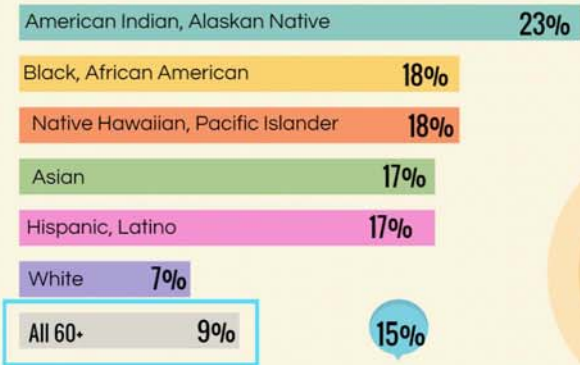 American Indian, Alaskan Native 23%
Black, African American 18%
Native Hawaiian, Pacific Islander 18%
Asian 17%
Hispanic, Latino 17%
White 7%
All 60+ 9% 15%